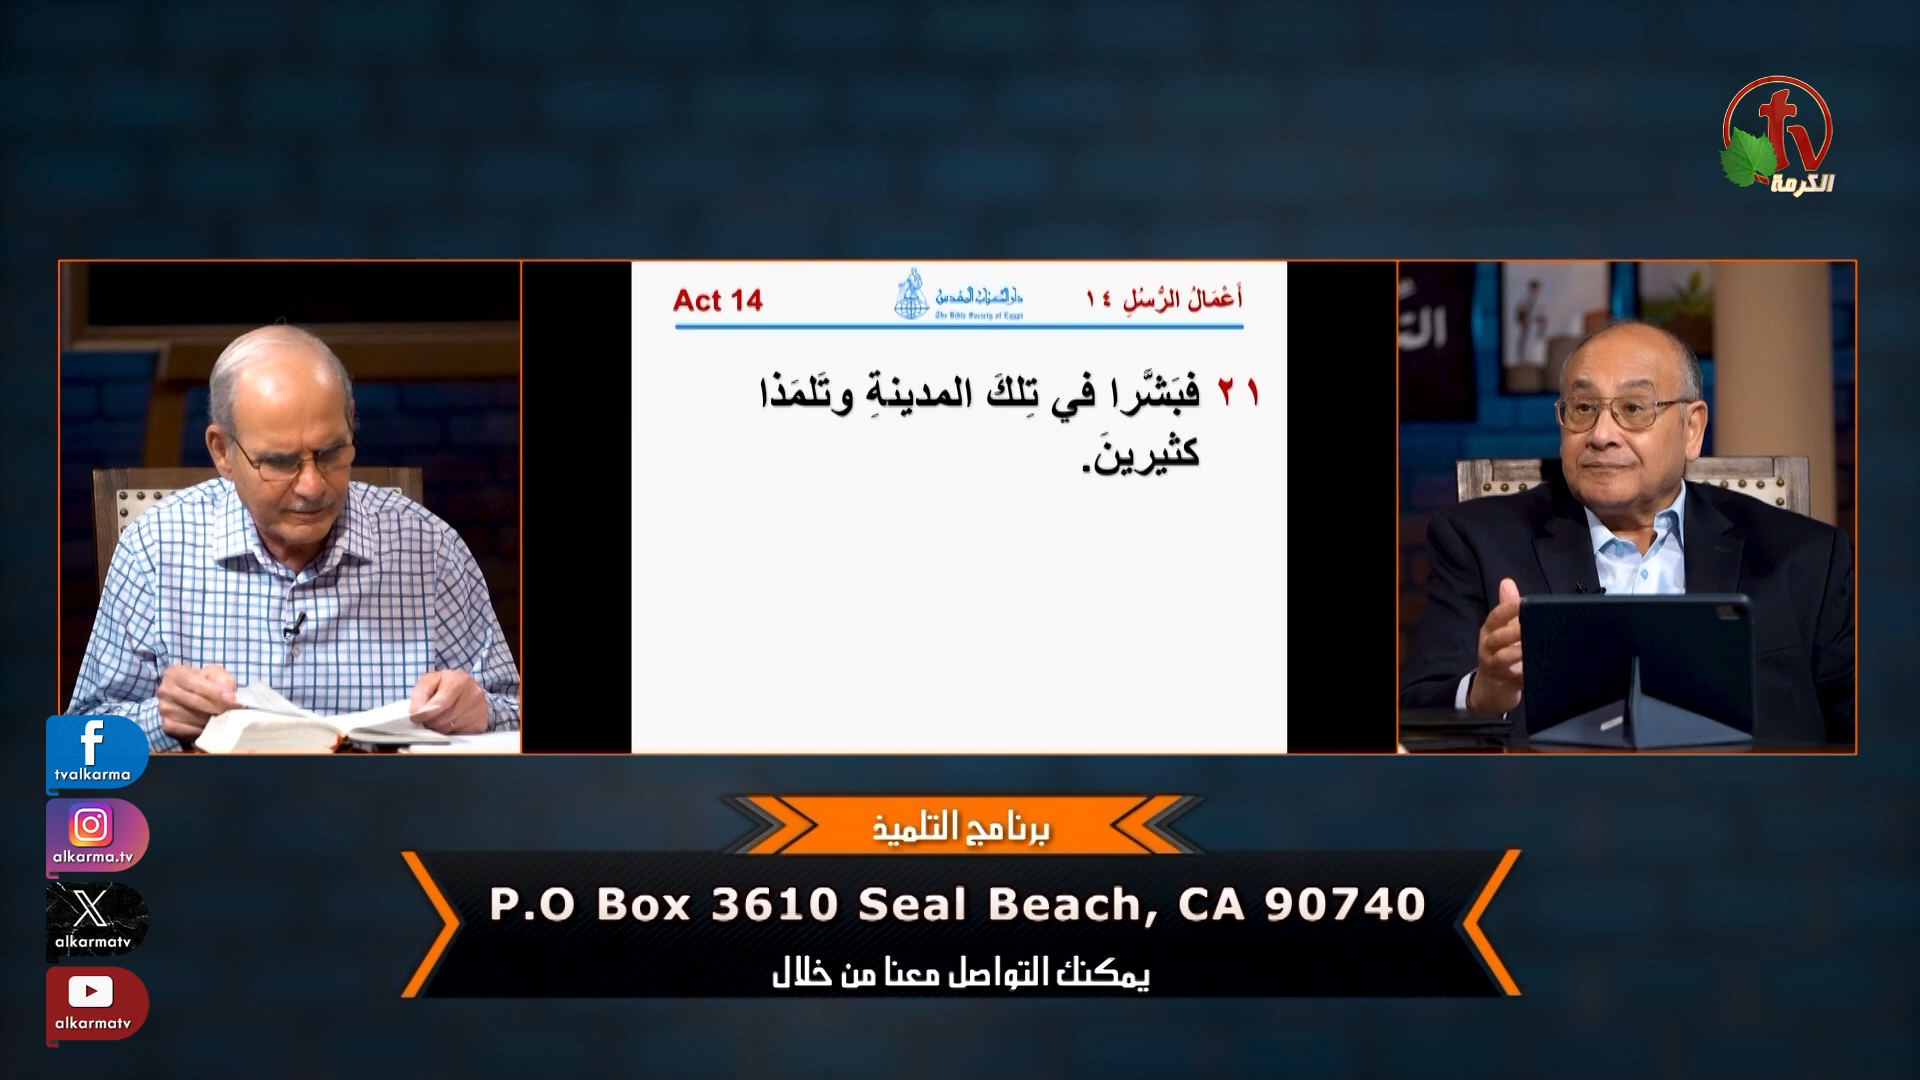 tv
الكرمة
Act 14
دار الكتاب المقدس
The Bible Society of Egypt
أَعْمَالُ الرُّسُلِ ١٤
٢١ فبَشَّرا في تِلكَ المدينةِ وتَلمَذا
كثيرينَ.
tvalkarma
alkarma.tv
alkarmatv
alkarmatv
برنامج التلميذ
P.O Box 3610 Seal Beach, CA 90740
يمكنك التواصل معنا من خلال